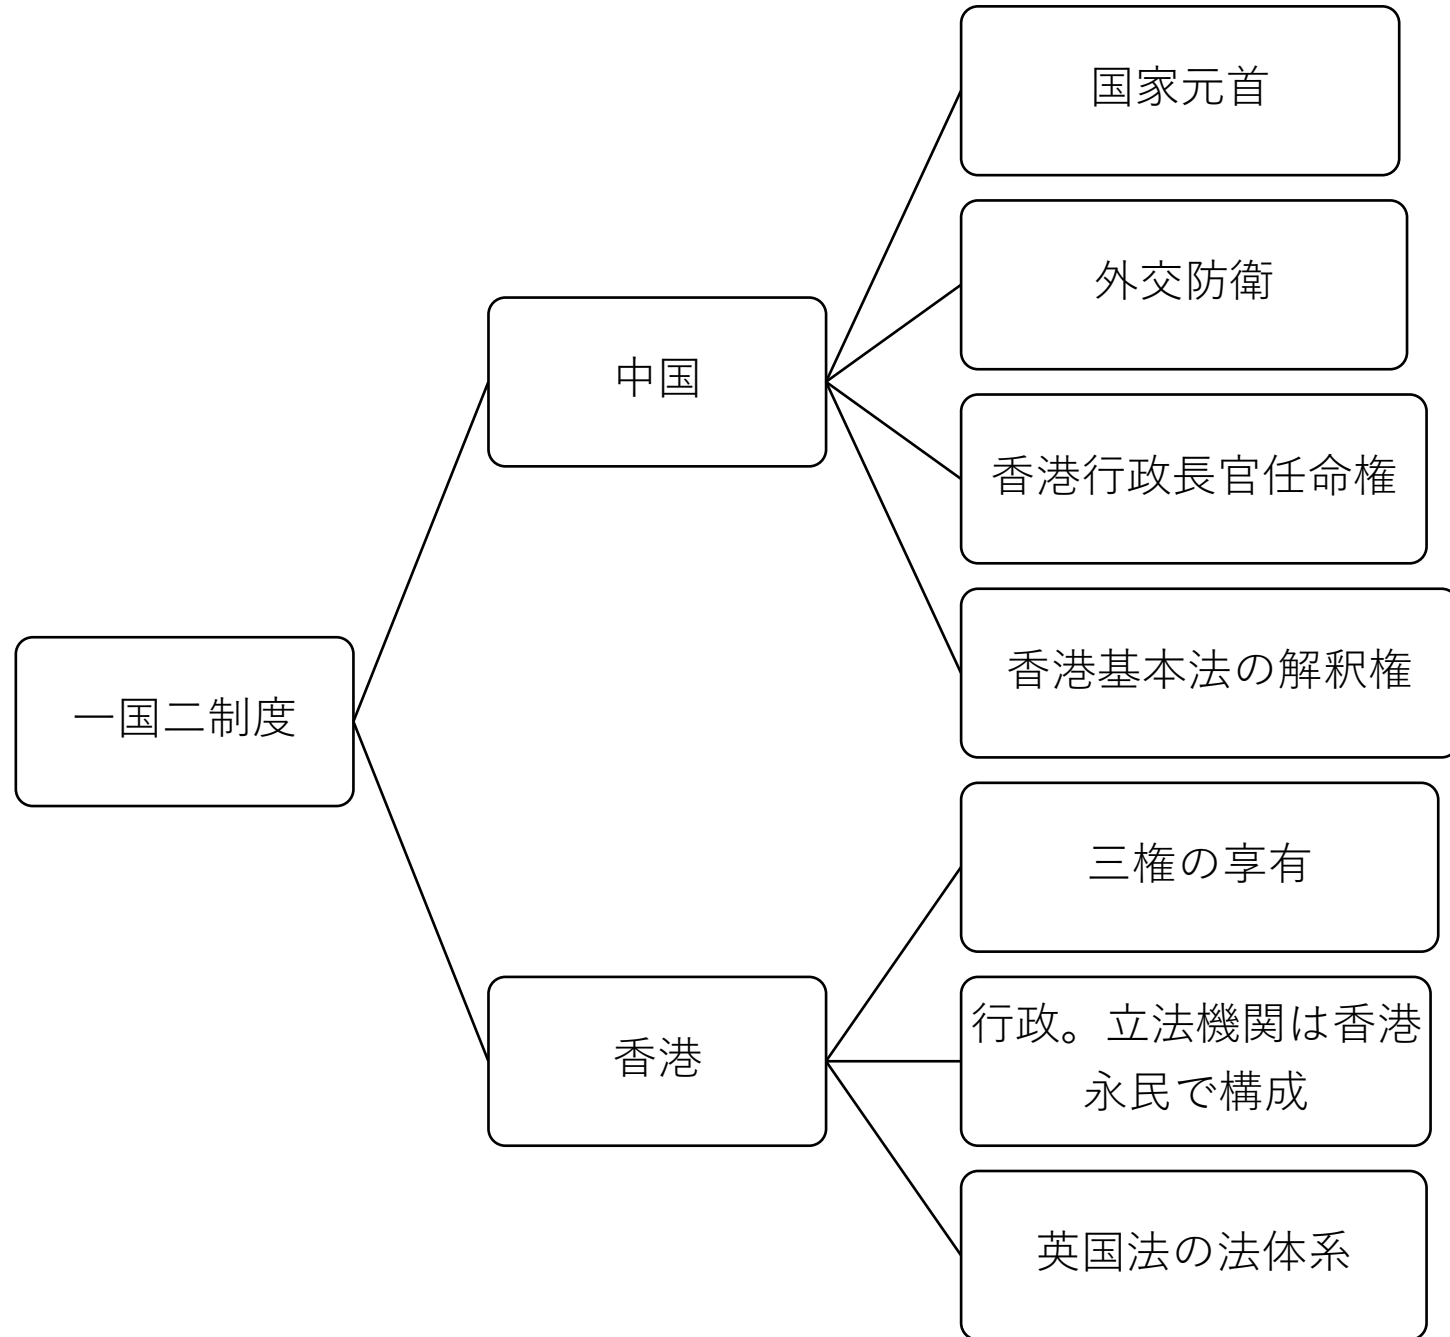 一国二制度
中国
国家元首
外交防衛
香港行政長官任命権
香港基本法の解釈権
香港
三権の享有
行政。立法機関は香港
永民で構成
英国法の法体系